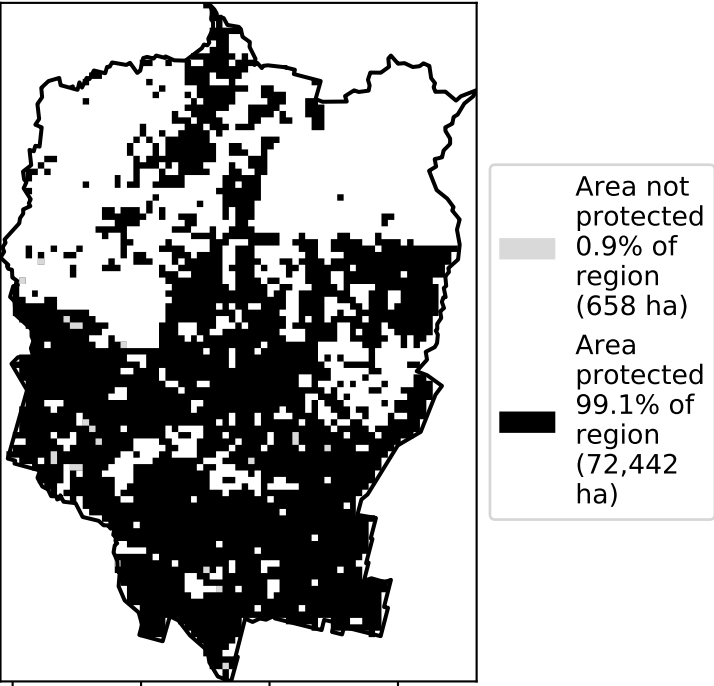 Area not
protected
0.9% of
region
(658 ha)
Area
protected
99.1% of
region
(72,442
ha)